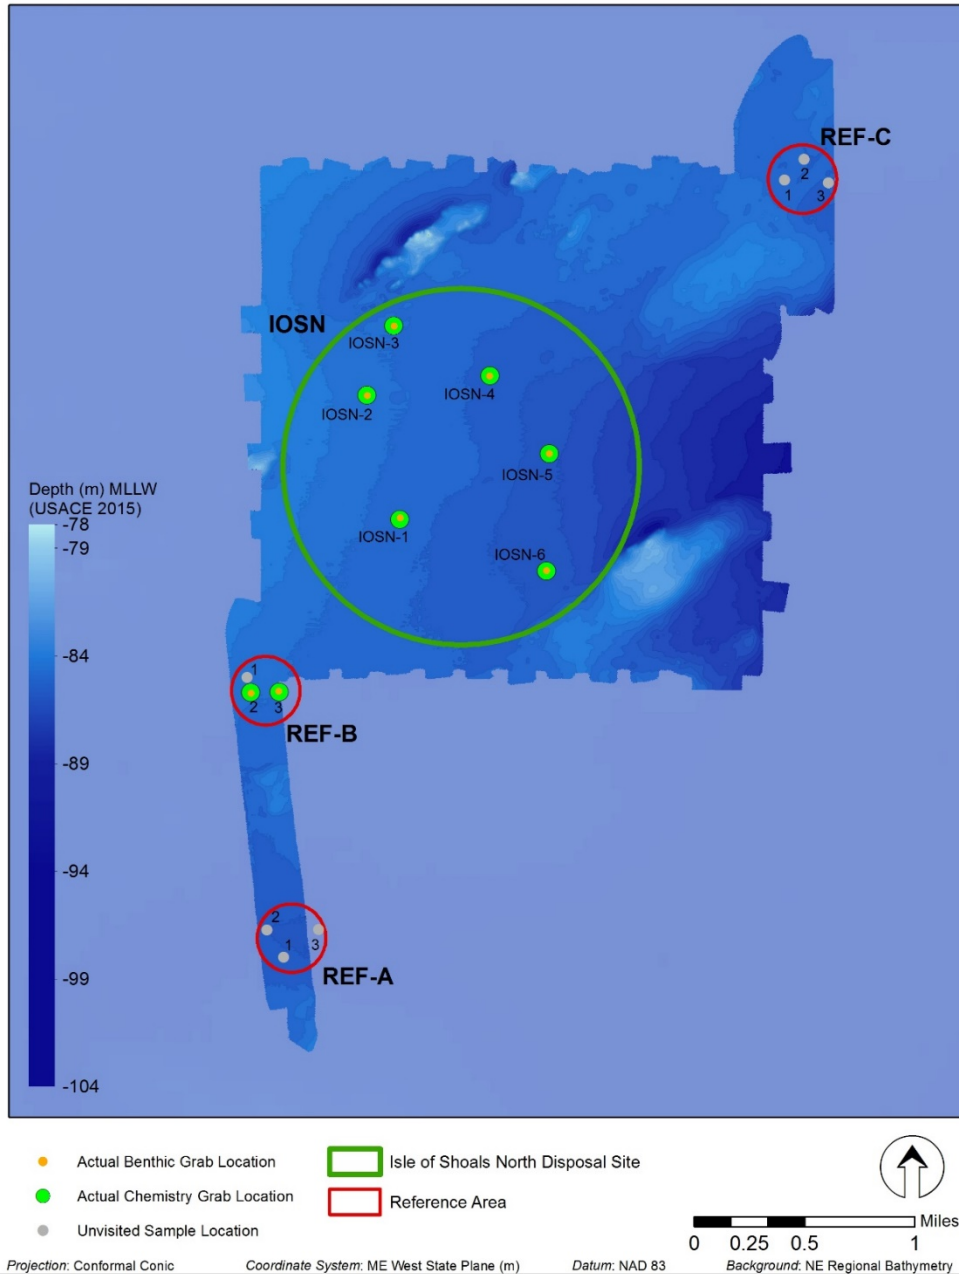 REF-C
2
1
3
IOSN
IOSN-3
IOSN-4
IOSN-2
IOSN-5
IOSN-1
IOSN-6
Depth (m) MLLW
(USACE 2015)
-78
-79
-84
-89
-94
-99
-104
1
2
3
REF-B
2
1
3
REF-A
Actual Benthic Grab Location
Actual Chemistry Grab Location
Unvisited Sample Location
Isle of Shoals North Disposal Site
Reference Area
Miles
0 0.25 0.5 1
Projection: Conformal Conic Coordinate System: ME West State Plane (m) Datum: NAD 83 Background: NE Regional Bathymetry